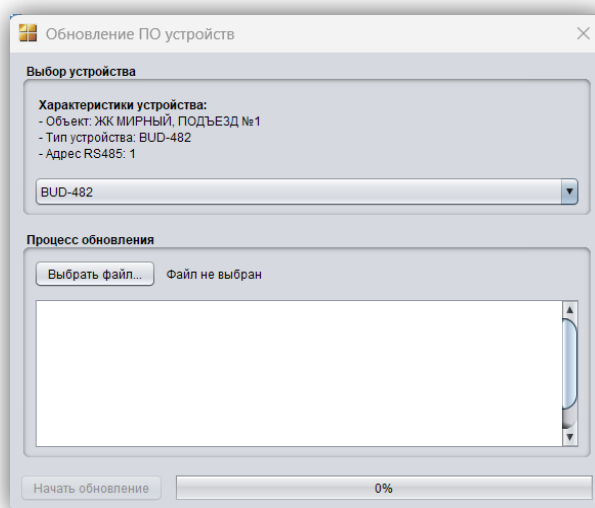 Обновление ПО устройств
Выбор устройства
Характеристики устройства:
- Объект: ЖК МИРНЫЙ, ПОДЪЕЗД №1
- Тип устройства: BUD-482
- Адрес RS485: 1
BUD-482
Процесс обновления
Выбрать файл... Файл не выбран
Начать обновление 0%